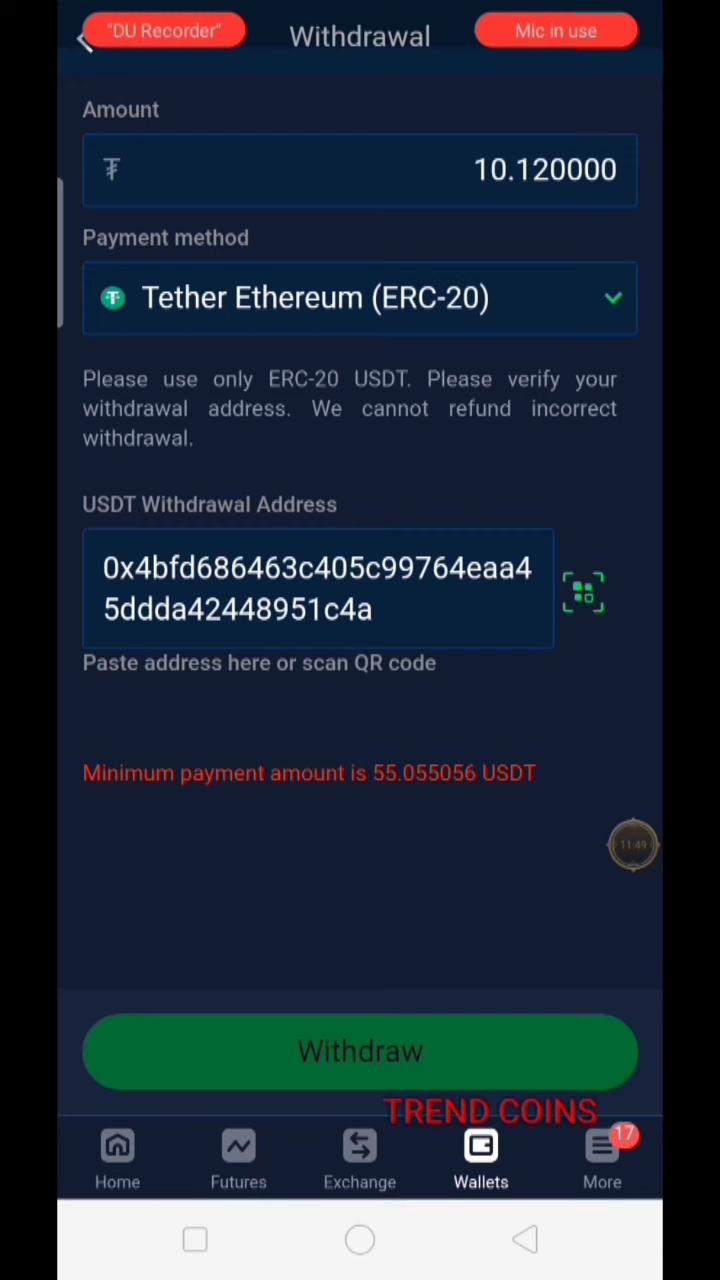 "DU Recorder"
Mic in use
Withdrawal
Amount
₮ 10.120000
Payment method
Tether Ethereum (ERC-20)
Please use only ERC-20 USDT. Please verify your
withdrawal address. We cannot refund incorrect
withdrawal.
USDT Withdrawal Address
0x4bfd686463c405c99764eaa4
5ddda42448951c4a
Paste address here or scan QR code
Minimum payment amount is 55.055056 USDT
11:49
Withdraw
TREND COINS
17
Home
Futures
Exchange
Wallets
More